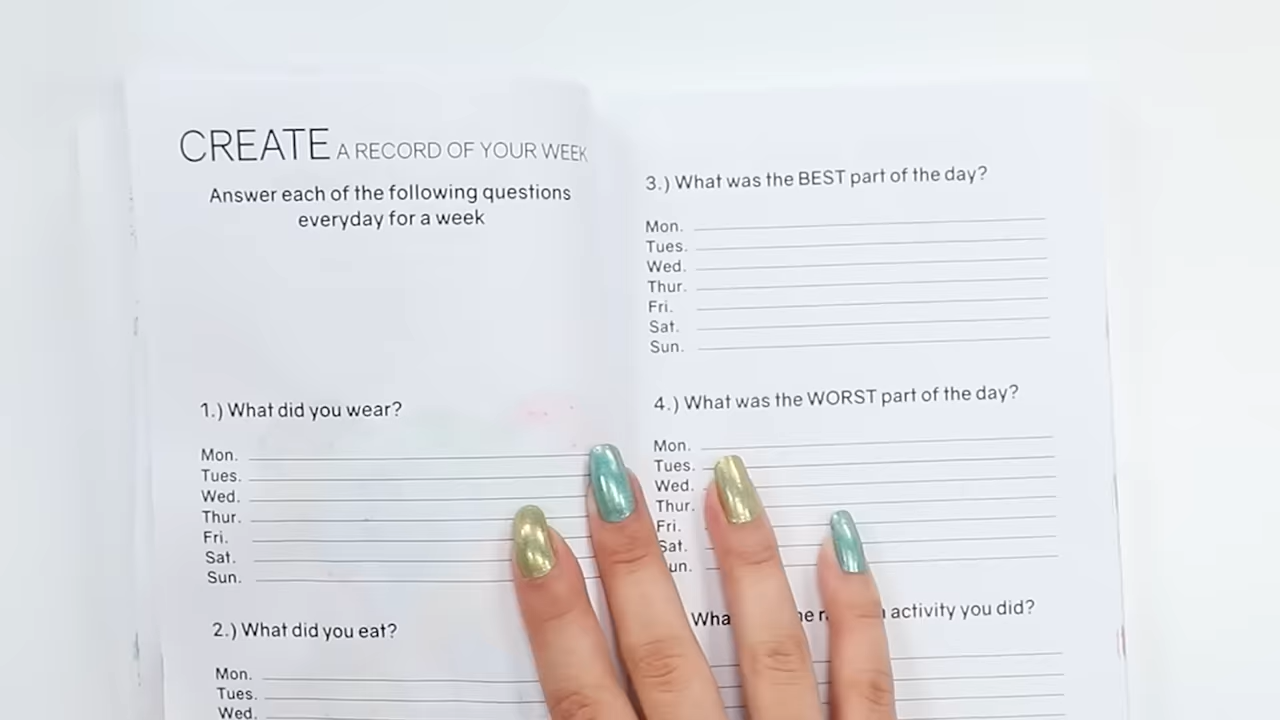 CREATE A RECORD OF YOUR WEEK
Answer each of the following questions
everyday for a week
1.) What did you wear?
Mon.
Tues.
Wed.
Thur.
Fri.
Sat.
Sun.
2.) What did you eat?
Mon.
Tues.
Wed.
3.) What was the BEST part of the day?
Mon.
Tues.
Wed.
Thur.
Fri.
Sat.
Sun.
4.) What was the WORST part of the day?
Mon.
Tues.
Wed.
Thur.
Fri.
Sat.
Sun.
activity you did?